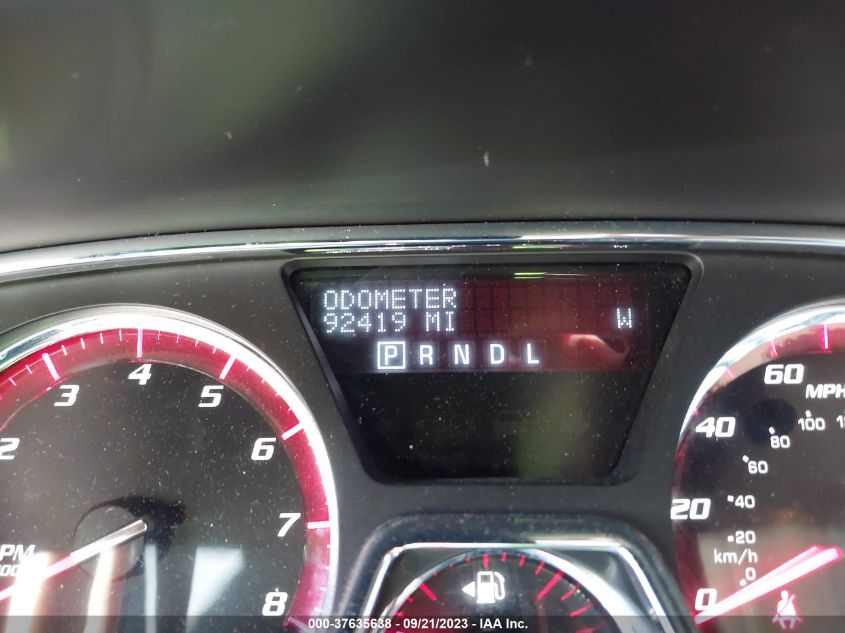 ODOMETER
92419 MI W
P R N D L
2 3 4 5 6 7 8
60 MPH
40 100
80
60
20 40
20
km/h
0 0
000-37635638 - 09/21/2023 - IAA Inc.